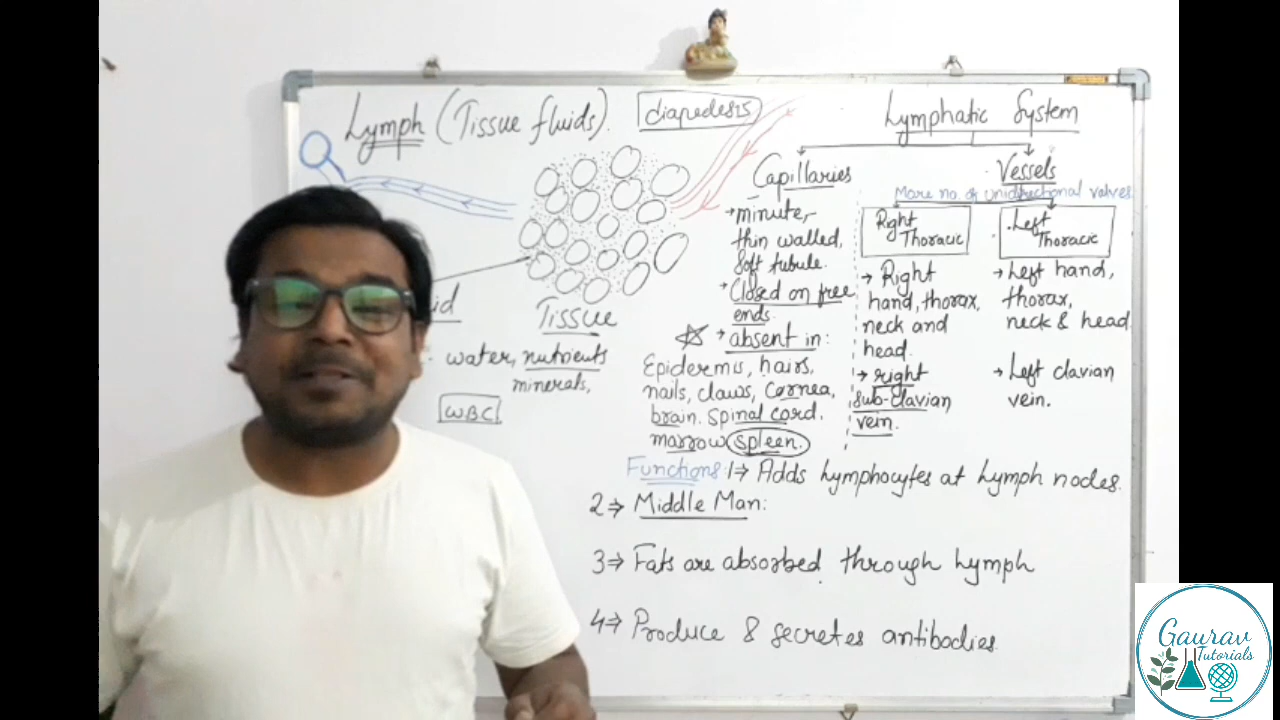 Lymph (Tissue fluids).
diapedesis
Tissue
id
water, nutrients
minerals,
WBC
Lymphatic System
Capillaries
→ minute,
thin walled,
soft tubule.
→ Closed on free
ends.
☆ → absent in:
Epidermis, hairs,
nails, claws, Cornea,
brain. Spinal cord.
marrow spleen.
Vessels
More no. of unidirectional valves
Right
Thoracic
→ Right
hand, thorax,
neck and
head.
→ right
sub-clavian
vein.
Left
Thoracic
→ Left hand,
thorax,
neck & head.
→ Left clavian
vein.
Functions: 1→ Adds lymphocytes at lymph nodes.
2→ Middle Man:
3→ Fats are absorbed through lymph
4→ Produce & secretes antibodies.
Gaurav
Tutorials